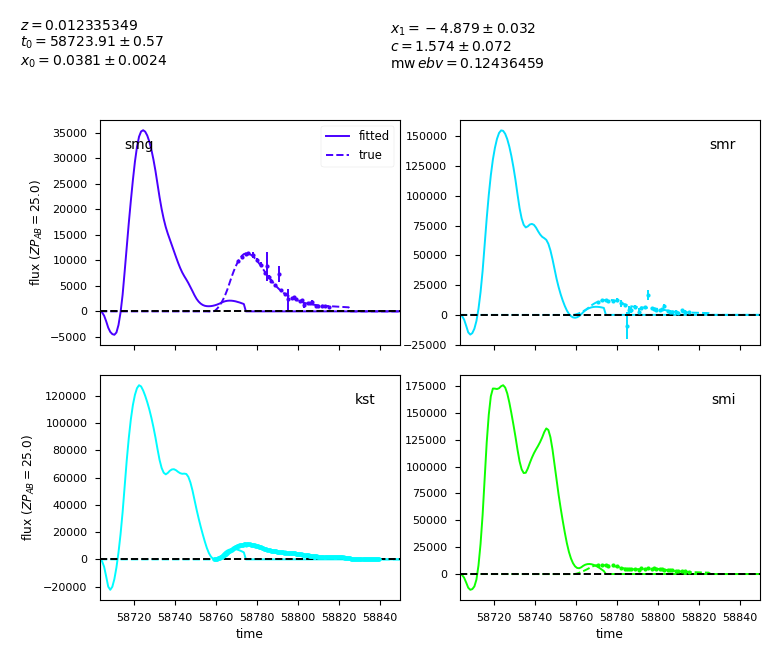 z = 0.012335349
t₀ = 58723.91 ± 0.57
x₀ = 0.0381 ± 0.0024
x₁ = −4.879 ± 0.032
c = 1.574 ± 0.072
mw ebv = 0.12436459
smg
fitted
true
35000
30000
25000
20000
15000
10000
5000
0
−5000
flux (ZP_AB = 25.0)
smr
150000
125000
100000
75000
50000
25000
0
−25000
kst
120000
100000
80000
60000
40000
20000
0
−20000
flux (ZP_AB = 25.0)
58720 58740 58760 58780 58800 58820 58840
time
smi
175000
150000
125000
100000
75000
50000
25000
0
58720 58740 58760 58780 58800 58820 58840
time